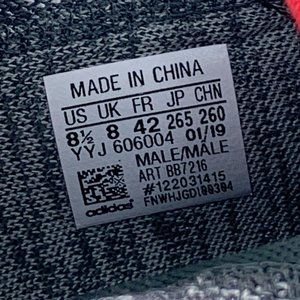 MADE IN CHINA
US UK FR JP CHN
8½ 8 42 265 260
YYJ 606004 01/19
MALE/MALE
ART BB7216
#122031415
FNWHJGD199384
adidas